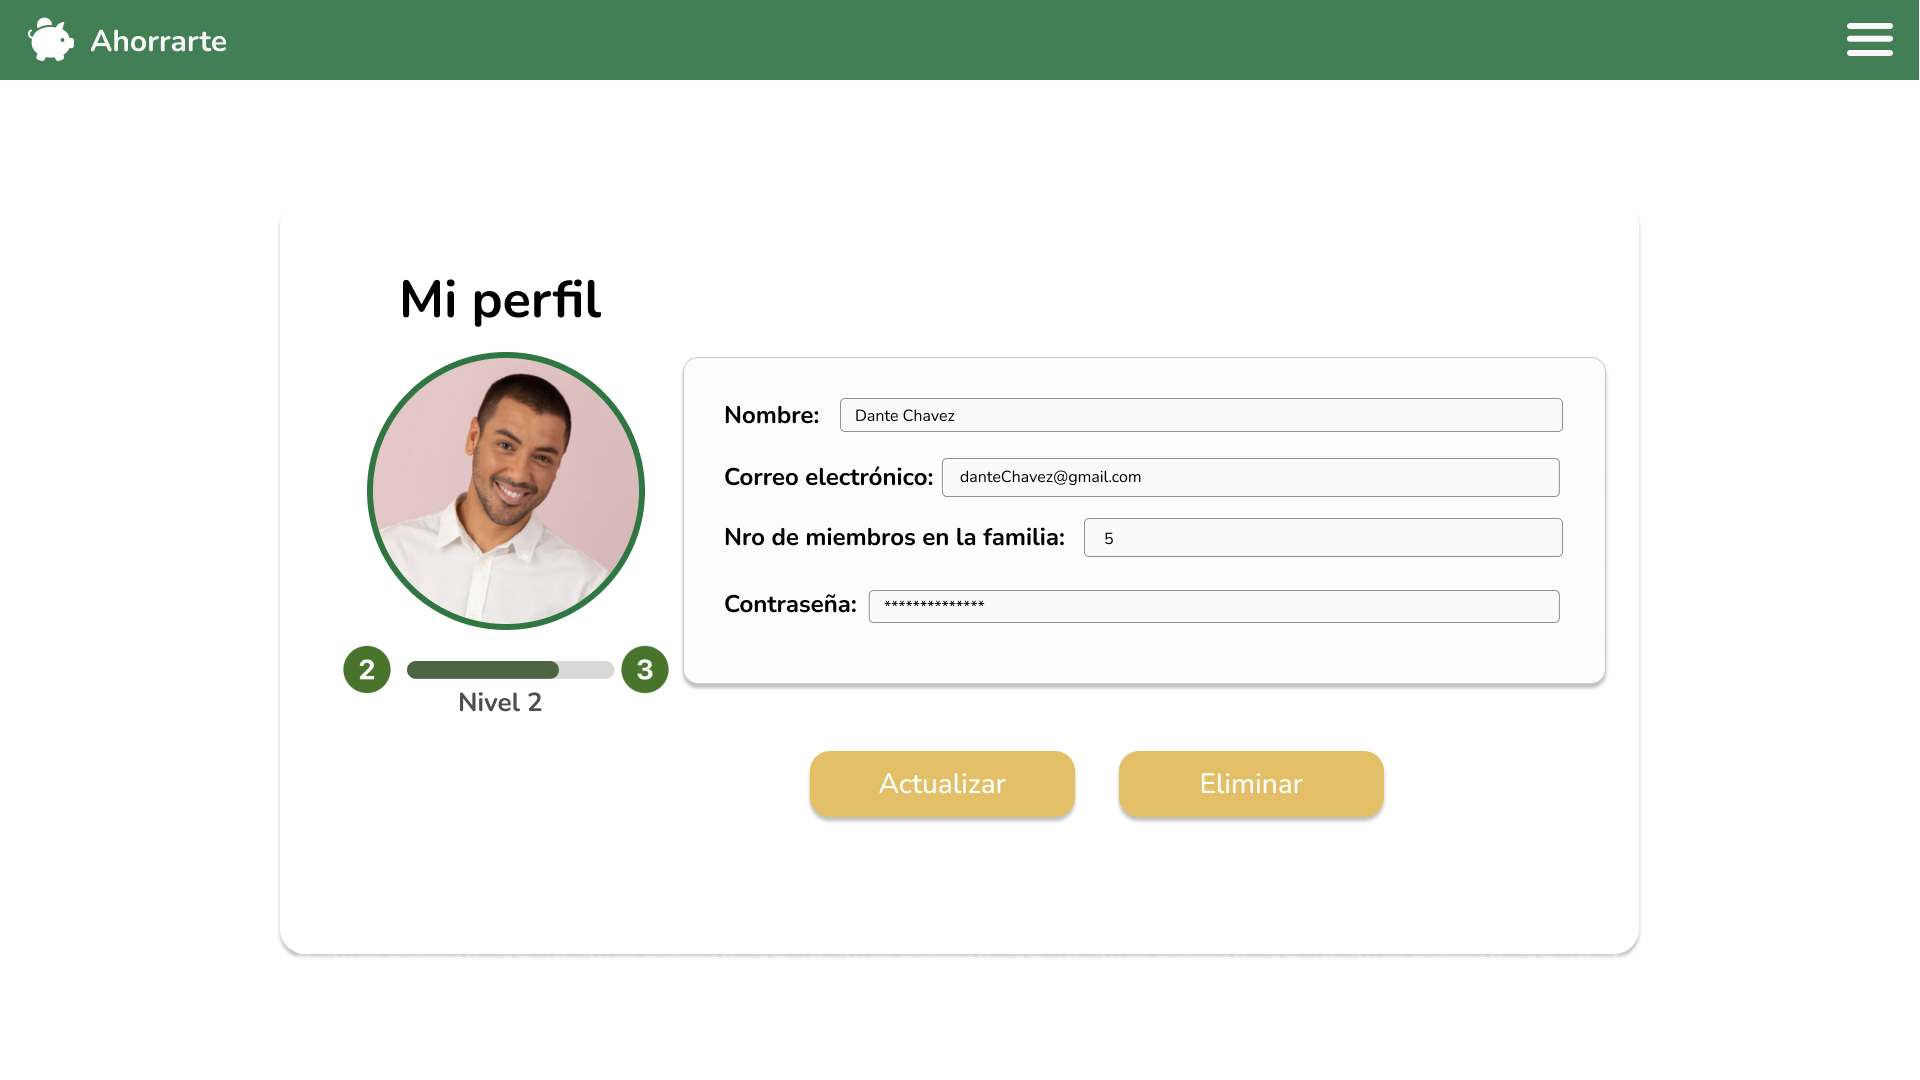 Ahorrarte
Mi perfil
Nombre: Dante Chavez
Correo electrónico: danteChavez@gmail.com
Nro de miembros en la familia: 5
Contraseña: **************
2 3
Nivel 2
Actualizar Eliminar